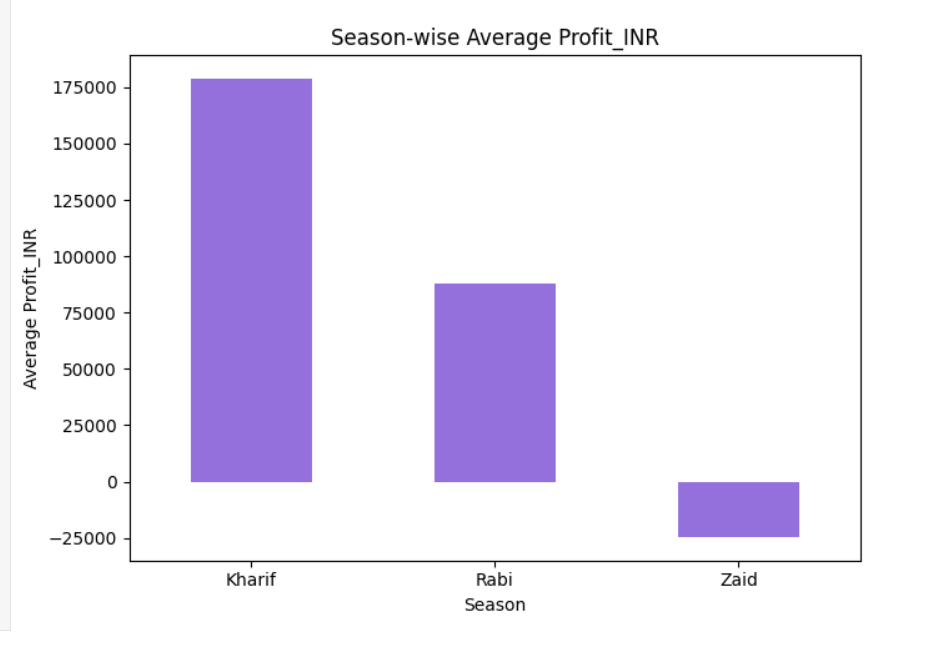 Season-wise Average Profit_INR
175000
150000
125000
100000
75000
50000
25000
0
−25000
Average Profit_INR
Kharif Rabi Zaid
Season